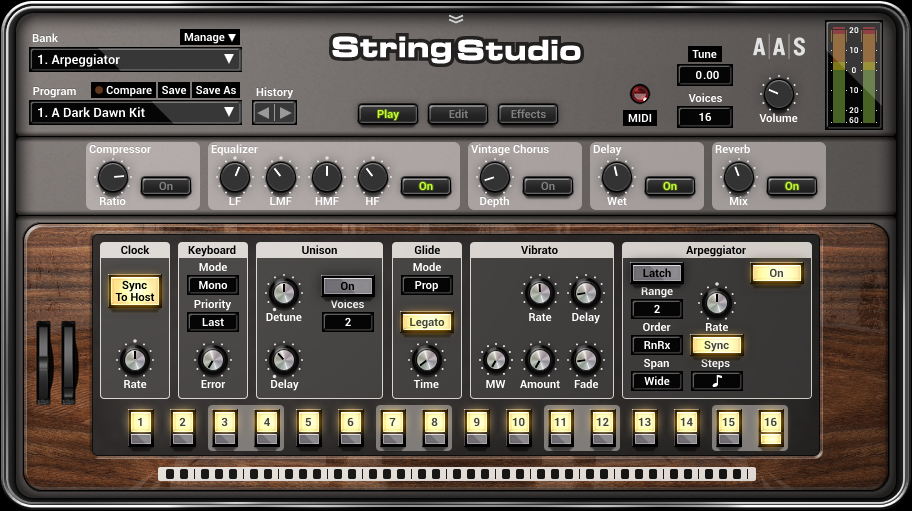 Bank
Manage ▼
1. Arpeggiator ▼
Program
Compare
Save
Save As
1. A Dark Dawn Kit ▼
History
StringStudio
Play
Edit
Effects
MIDI
Tune
0.00
Voices
16
AAS
Volume
20
10
0
10
20
60
Compressor
Ratio
On
Equalizer
LF
LMF
HMF
HF
On
Vintage Chorus
Depth
On
Delay
Wet
On
Reverb
Mix
On
Clock
Sync
To Host
Rate
Keyboard
Mode
Mono
Priority
Last
Error
Unison
Detune
On
Voices
2
Delay
Glide
Mode
Prop
Legato
Time
Vibrato
Rate
Delay
MW
Amount
Fade
Arpeggiator
Latch
On
Range
2
Rate
Order
RnRx
Sync
Span
Steps
Wide
1 2 3 4 5 6 7 8 9 10 11 12 13 14 15 16